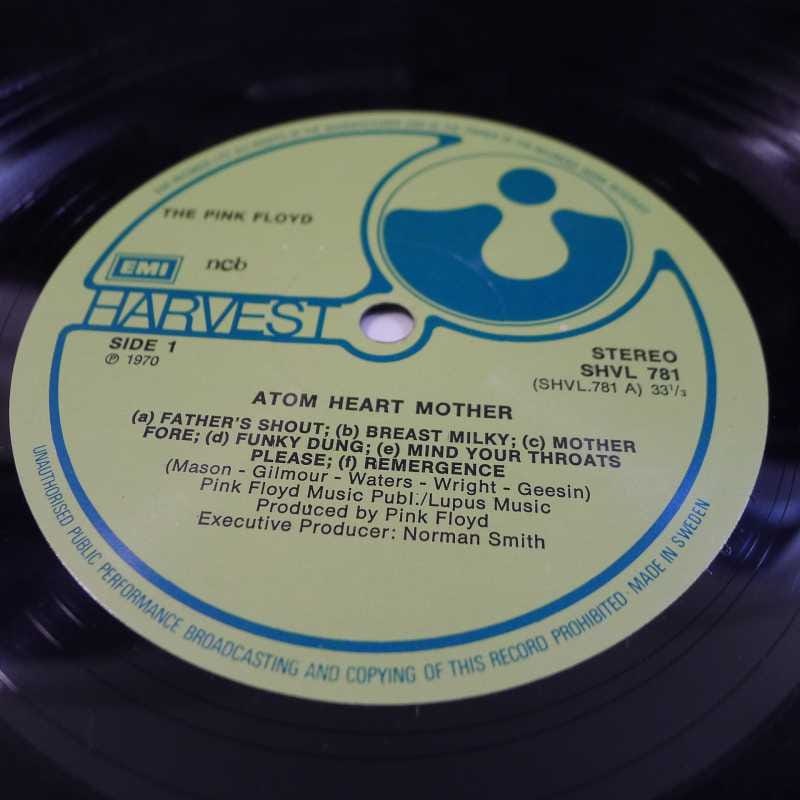 THE PINK FLOYD
EMI
ncb
HARVEST
SIDE 1
℗ 1970
STEREO
SHVL 781
(SHVL.781 A) 33¹/₃
ATOM HEART MOTHER
(a) FATHER'S SHOUT; (b) BREAST MILKY; (c) MOTHER
FORE; (d) FUNKY DUNG; (e) MIND YOUR THROATS
PLEASE; (f) REMERGENCE
(Mason - Gilmour - Waters - Wright - Geesin)
Pink Floyd Music Publ./Lupus Music
Produced by Pink Floyd
Executive Producer: Norman Smith
UNAUTHORISED PUBLIC PERFORMANCE BROADCASTING AND COPYING OF THIS RECORD PROHIBITED · MADE IN SWEDEN